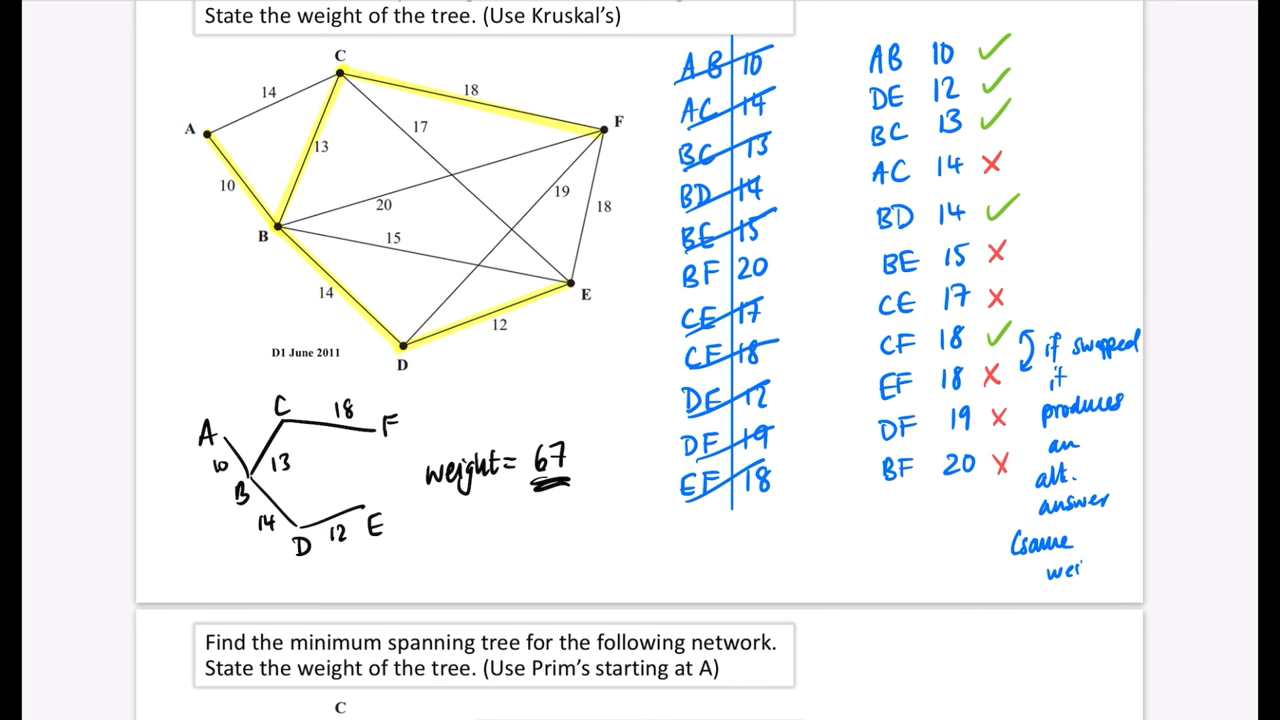 State the weight of the tree. (Use Kruskal's)
C
14
18
A
F
17
13
10
20
19
18
15
B
14
E
12
D1 June 2011
D
A B 10
AC 14
BC 13
BD 14
BE 15
BF 20
CE 17
CF 18
DE 12
DF 19
EF 18
AB 10 ✓
DE 12 ✓
BC 13 ✓
AC 14 ✗
BD 14 ✓
BE 15 ✗
CE 17 ✗
CF 18 ✓
EF 18 ✗
DF 19 ✗
BF 20 ✗
if swapped
it
produces
an
alt.
answer
(same
wei
C 18 F
A
10 13
B
14
D 12 E
weight = 67
Find the minimum spanning tree for the following network.
State the weight of the tree. (Use Prim's starting at A)
C